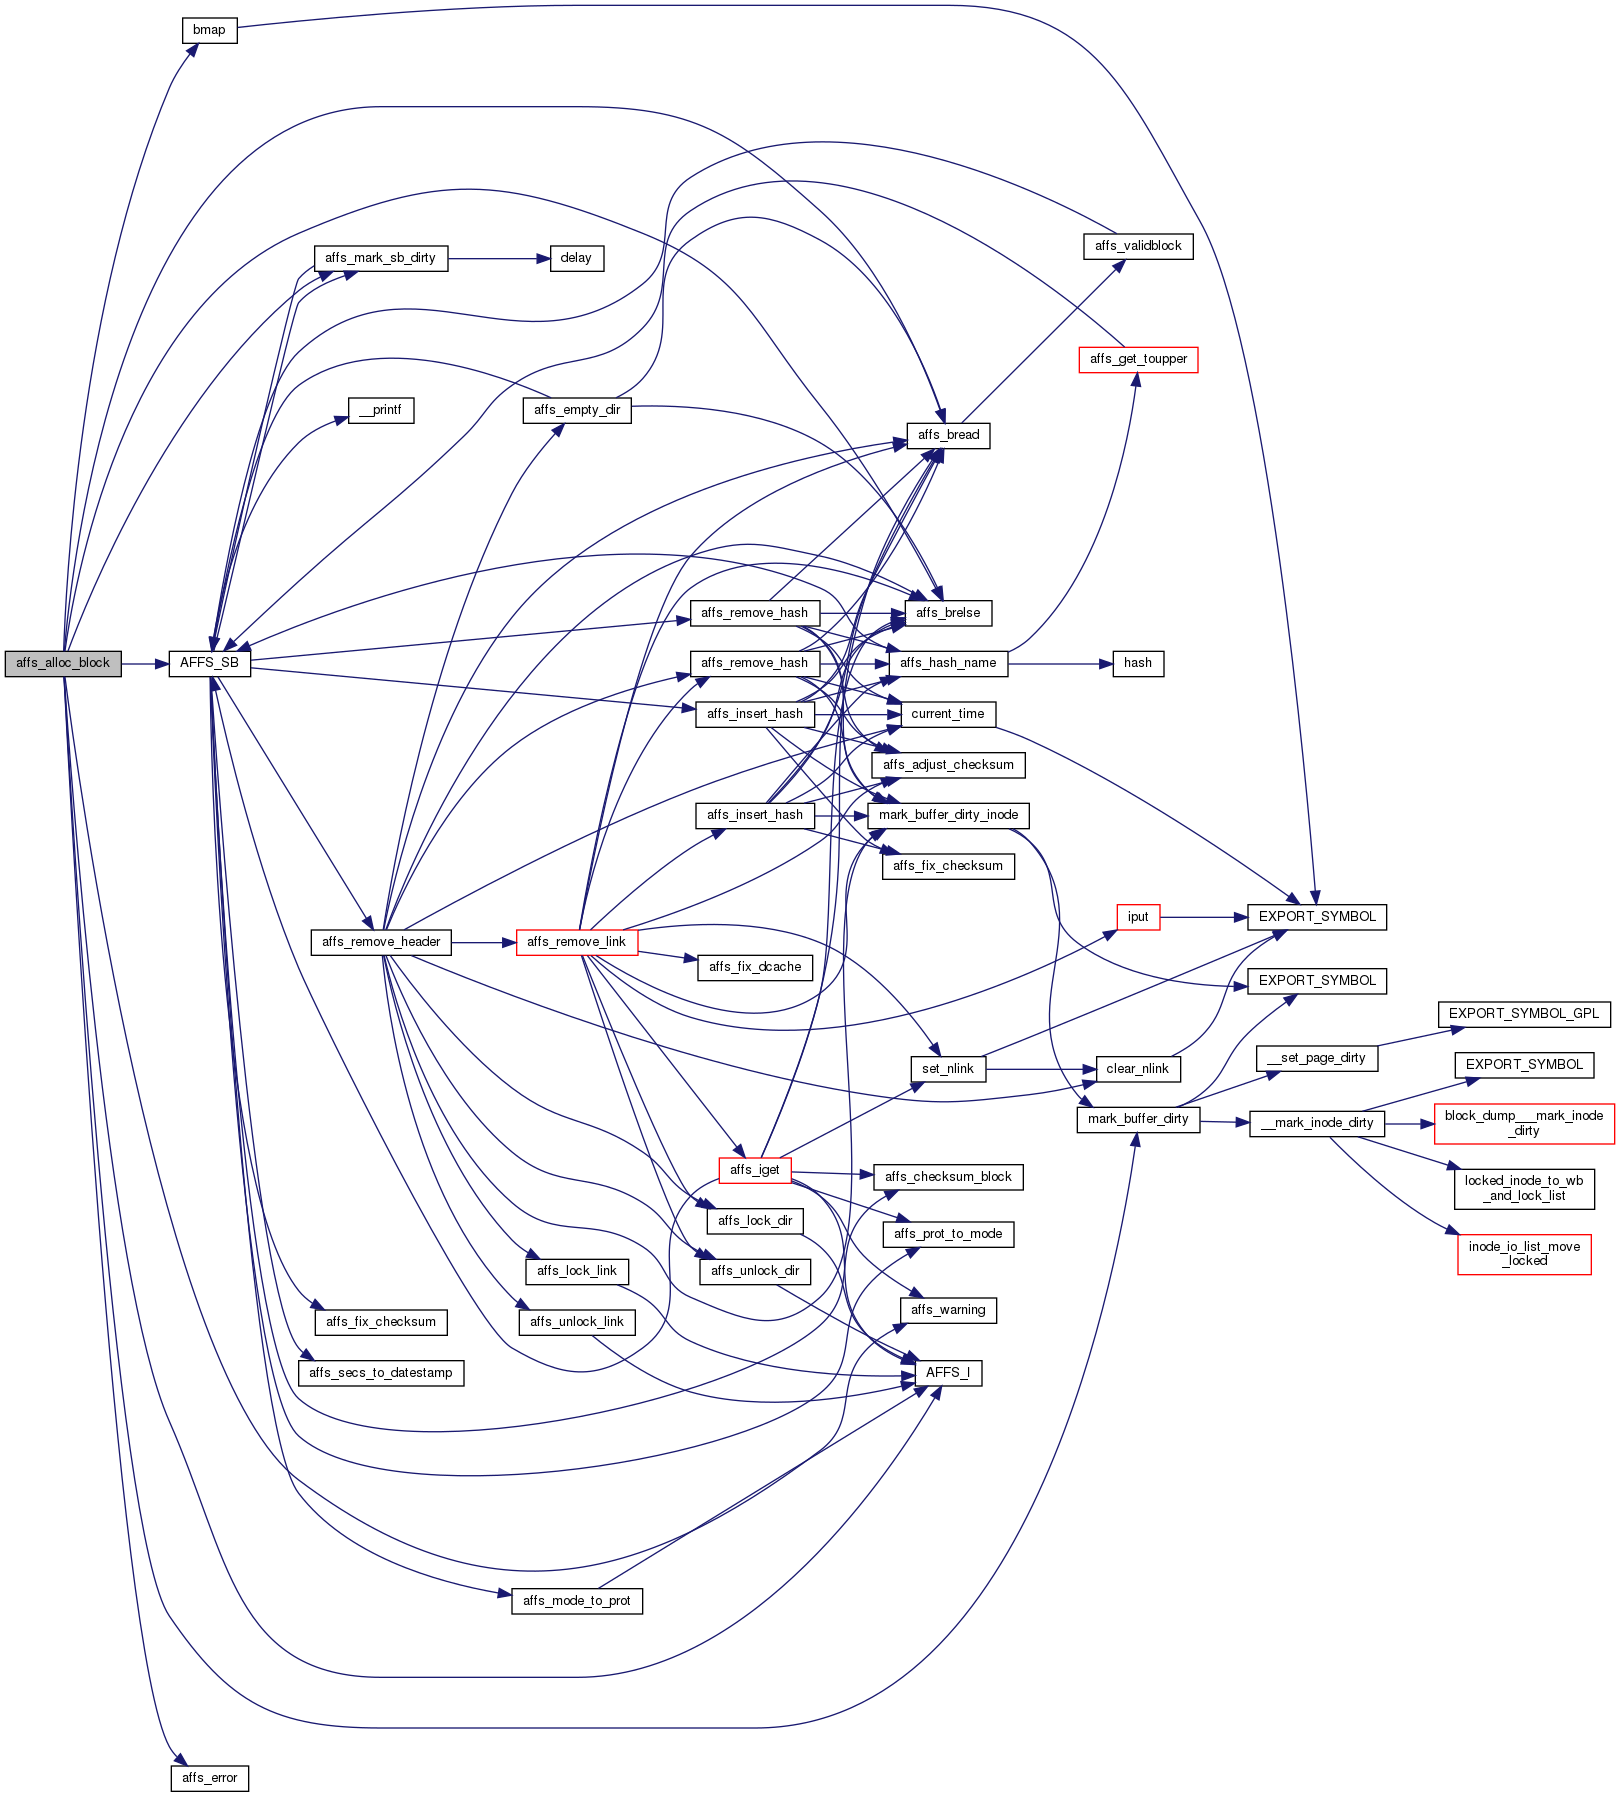 bmap
affs_validblock
affs_mark_sb_dirty
delay
affs_get_toupper
__printf
affs_empty_dir
affs_bread
affs_remove_hash
affs_brelse
affs_alloc_block
AFFS_SB
affs_remove_hash
affs_hash_name
hash
affs_insert_hash
current_time
affs_adjust_checksum
affs_insert_hash
mark_buffer_dirty_inode
affs_fix_checksum
iput
EXPORT_SYMBOL
affs_remove_header
affs_remove_link
affs_fix_dcache
EXPORT_SYMBOL
EXPORT_SYMBOL_GPL
__set_page_dirty
EXPORT_SYMBOL
set_nlink
clear_nlink
mark_buffer_dirty
__mark_inode_dirty
block_dump___mark_inode
_dirty
affs_iget
affs_checksum_block
locked_inode_to_wb
_and_lock_list
affs_lock_dir
affs_prot_to_mode
inode_io_list_move
_locked
affs_lock_link
affs_unlock_dir
affs_warning
affs_fix_checksum
affs_unlock_link
affs_secs_to_datestamp
AFFS_I
affs_mode_to_prot
affs_error